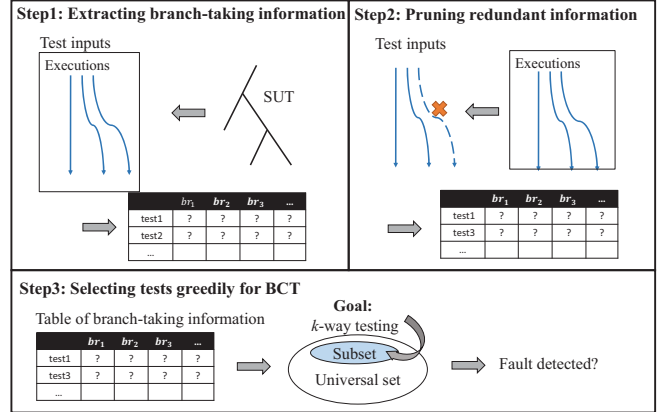 Step1: Extracting branch-taking information
Test inputs
Executions
SUT
br1 br2 br3 ...
test1 ? ? ? ?
test2 ? ? ? ?
...
Step2: Pruning redundant information
Test inputs
Executions
br1 br2 br3 ...
test1 ? ? ? ?
test3 ? ? ? ?
...
Step3: Selecting tests greedily for BCT
Table of branch-taking information
br1 br2 br3 ...
test1 ? ? ? ?
test3 ? ? ? ?
...
Goal:
k-way testing
Subset
Universal set
Fault detected?